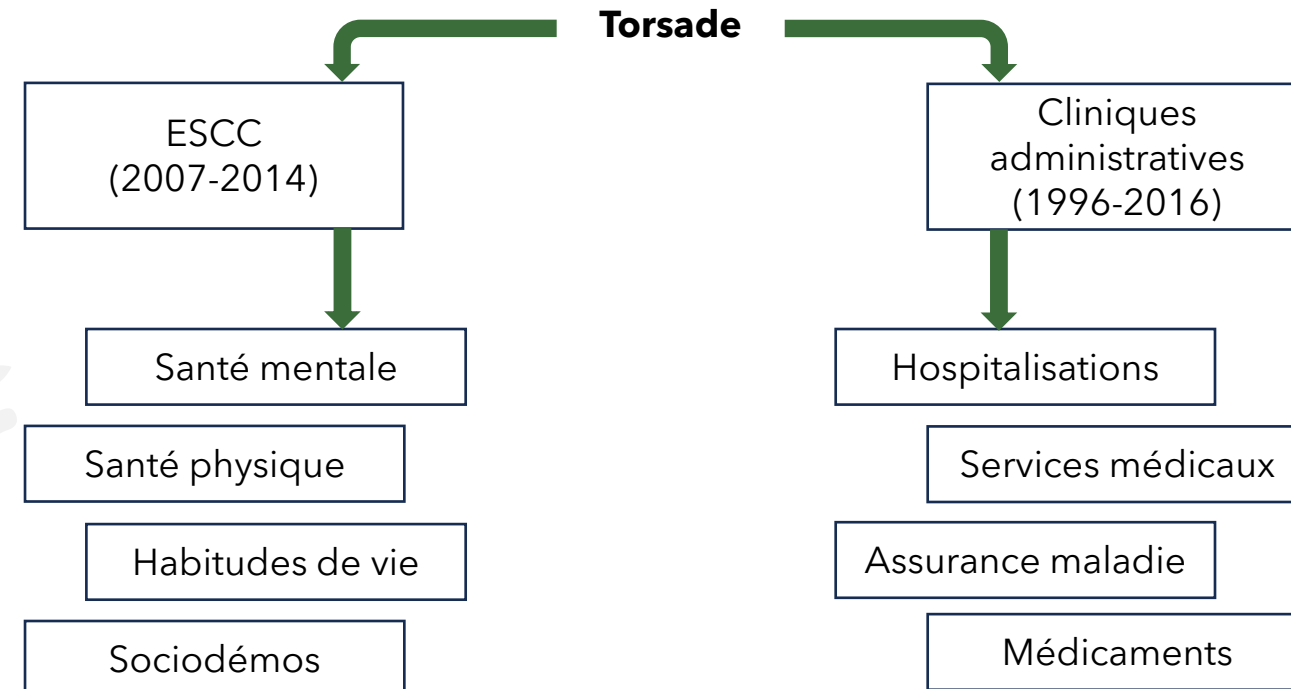 Torsade
ESCC
(2007-2014)
Cliniques
administratives
(1996-2016)
Santé mentale
Santé physique
Habitudes de vie
Sociodémos
Hospitalisations
Services médicaux
Assurance maladie
Médicaments